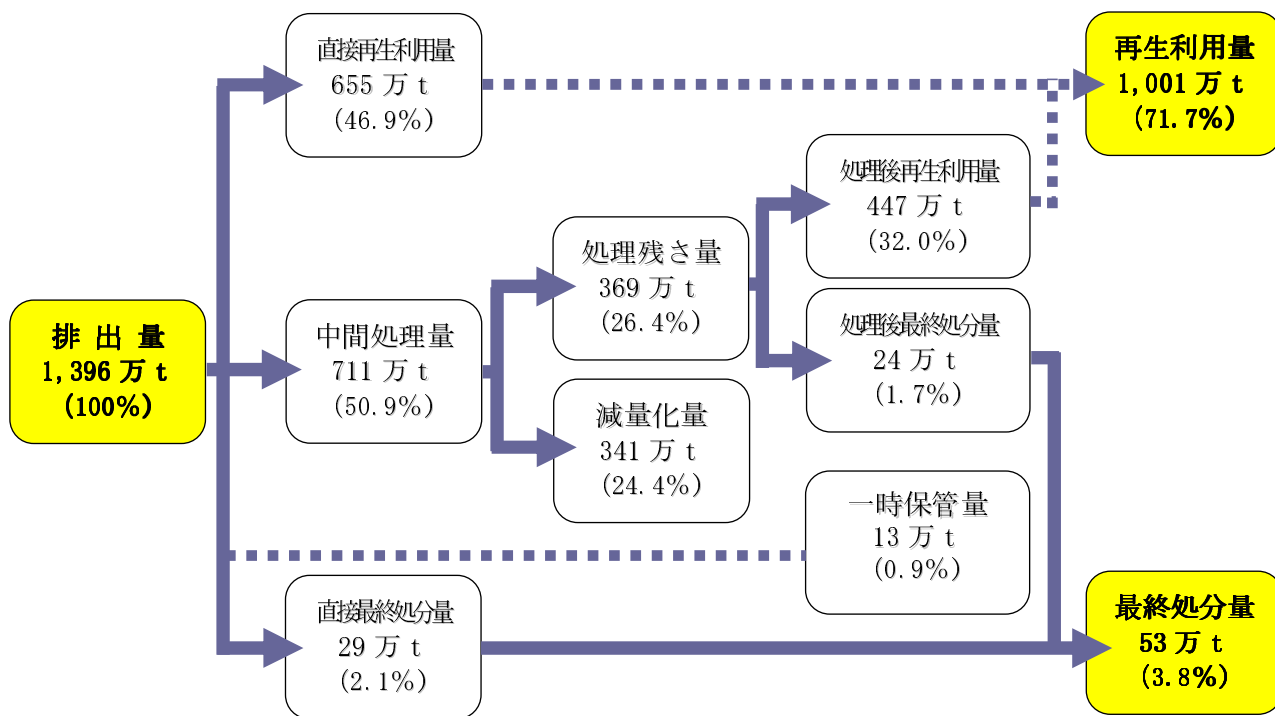 直接再生利用量
655 万 t
(46.9%)
再生利用量
1,001 万 t
(71.7%)
処理後再生利用量
447 万 t
(32.0%)
処理残さ量
369 万 t
(26.4%)
排 出 量
1,396 万 t
(100%)
中間処理量
711 万 t
(50.9%)
処理後最終処分量
24 万 t
(1.7%)
減量化量
341 万 t
(24.4%)
一時保管量
13 万 t
(0.9%)
直接最終処分量
29 万 t
(2.1%)
最終処分量
53 万 t
(3.8%)